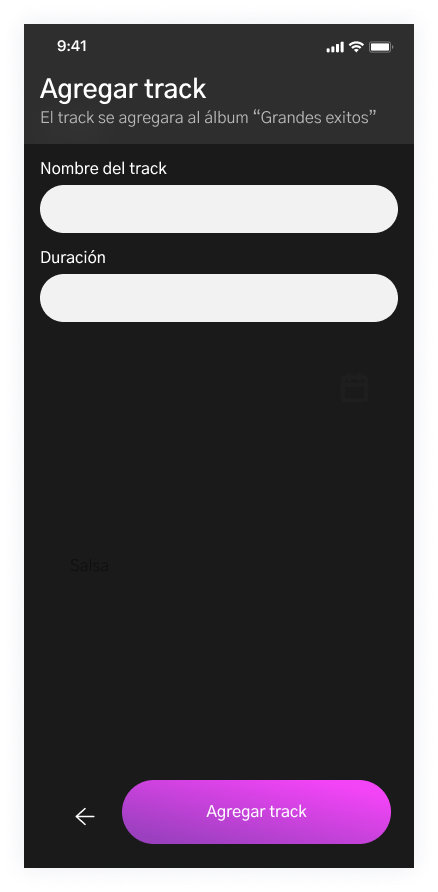 9:41
Agregar track
El track se agregara al álbum “Grandes exitos”
Nombre del track
Duración
Salsa
Agregar track